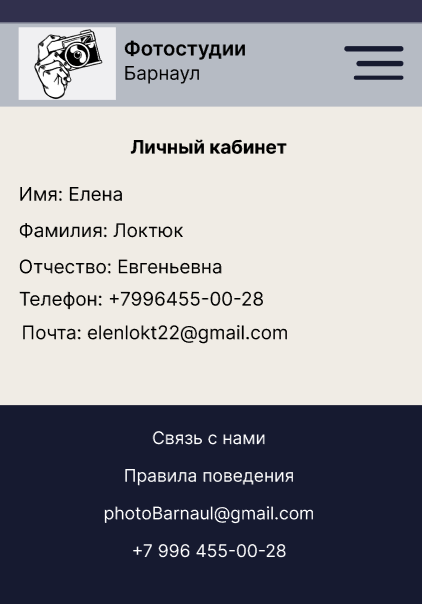 Фотостудии
Барнаул
Личный кабинет
Имя: Елена
Фамилия: Локтюк
Отчество: Евгеньевна
Телефон: +7996455-00-28
Почта: elenlokt22@gmail.com
Связь с нами
Правила поведения
photoBarnaul@gmail.com
+7 996 455-00-28